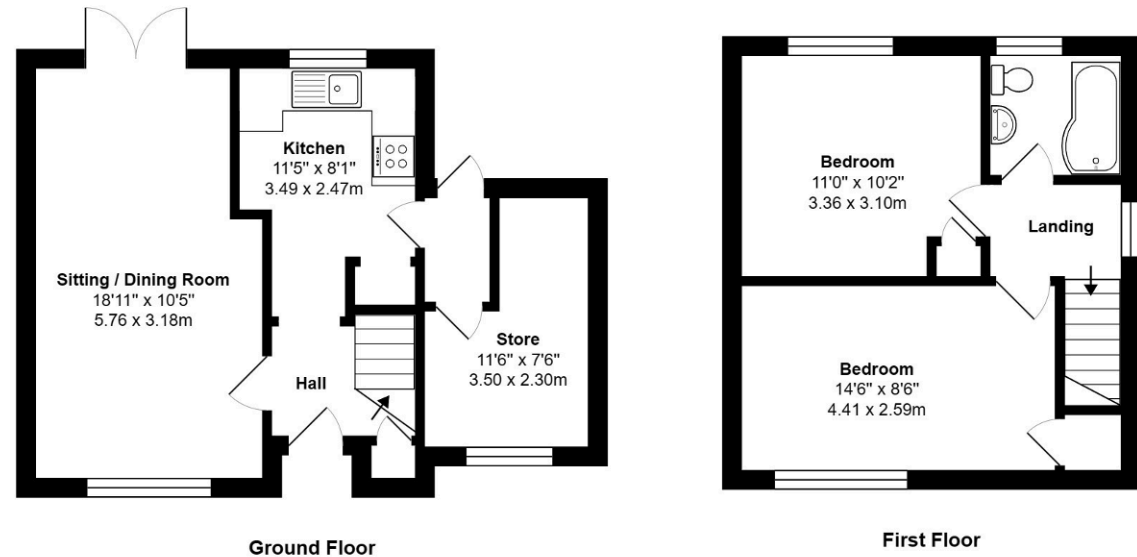 Kitchen
11'5" x 8'1"
3.49 x 2.47m
Sitting / Dining Room
18'11" x 10'5"
5.76 x 3.18m
Store
11'6" x 7'6"
3.50 x 2.30m
Hall
Ground Floor
Bedroom
11'0" x 10'2"
3.36 x 3.10m
Landing
Bedroom
14'6" x 8'6"
4.41 x 2.59m
First Floor